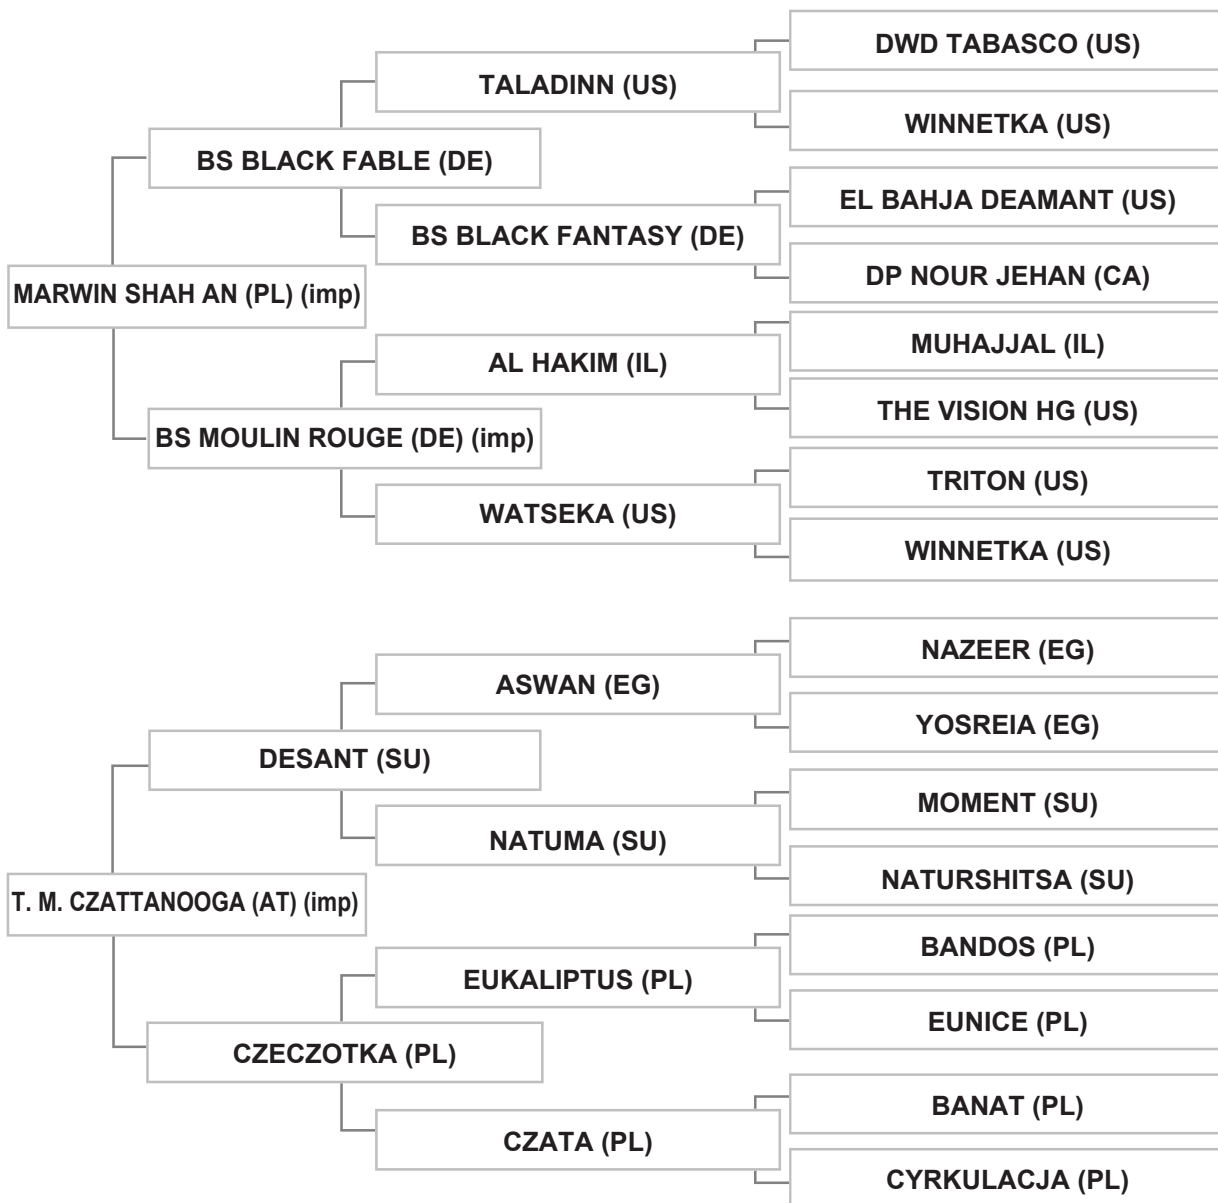 DWD TABASCO (US)
TALADINN (US)
WINNETKA (US)
BS BLACK FABLE (DE)
EL BAHJA DEAMANT (US)
BS BLACK FANTASY (DE)
DP NOUR JEHAN (CA)
MARWIN SHAH AN (PL) (imp)
MUHAJJAL (IL)
AL HAKIM (IL)
THE VISION HG (US)
BS MOULIN ROUGE (DE) (imp)
TRITON (US)
WATSEKA (US)
WINNETKA (US)
NAZEER (EG)
ASWAN (EG)
YOSREIA (EG)
DESANT (SU)
MOMENT (SU)
NATUMA (SU)
NATURSHITSA (SU)
T. M. CZATTANOOGA (AT) (imp)
BANDOS (PL)
EUKALIPTUS (PL)
EUNICE (PL)
CZECZOTKA (PL)
BANAT (PL)
CZATA (PL)
CYRKULACJA (PL)